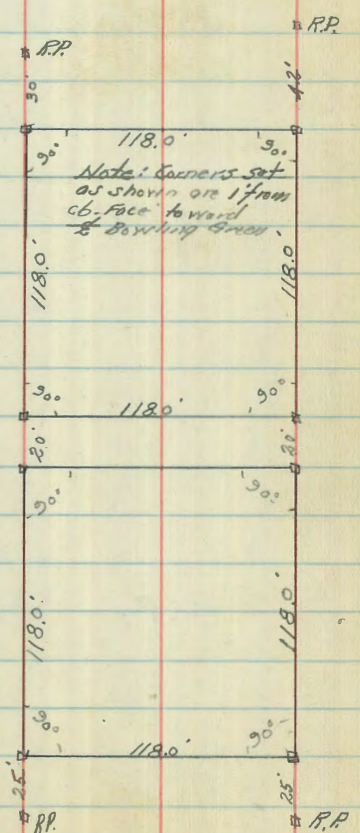 R.P.
R.P.
30'
42'
118.0'
90°
90°
Note: Corners set
as shown are 1' from
cb. Face toward
℄ Bowling Green
118.0'
118.0'
90°
118.0'
90°
20'
20'
90°
90°
118.0'
118.0'
90°
118.0'
90°
25'
25'
R.P.
R.P.